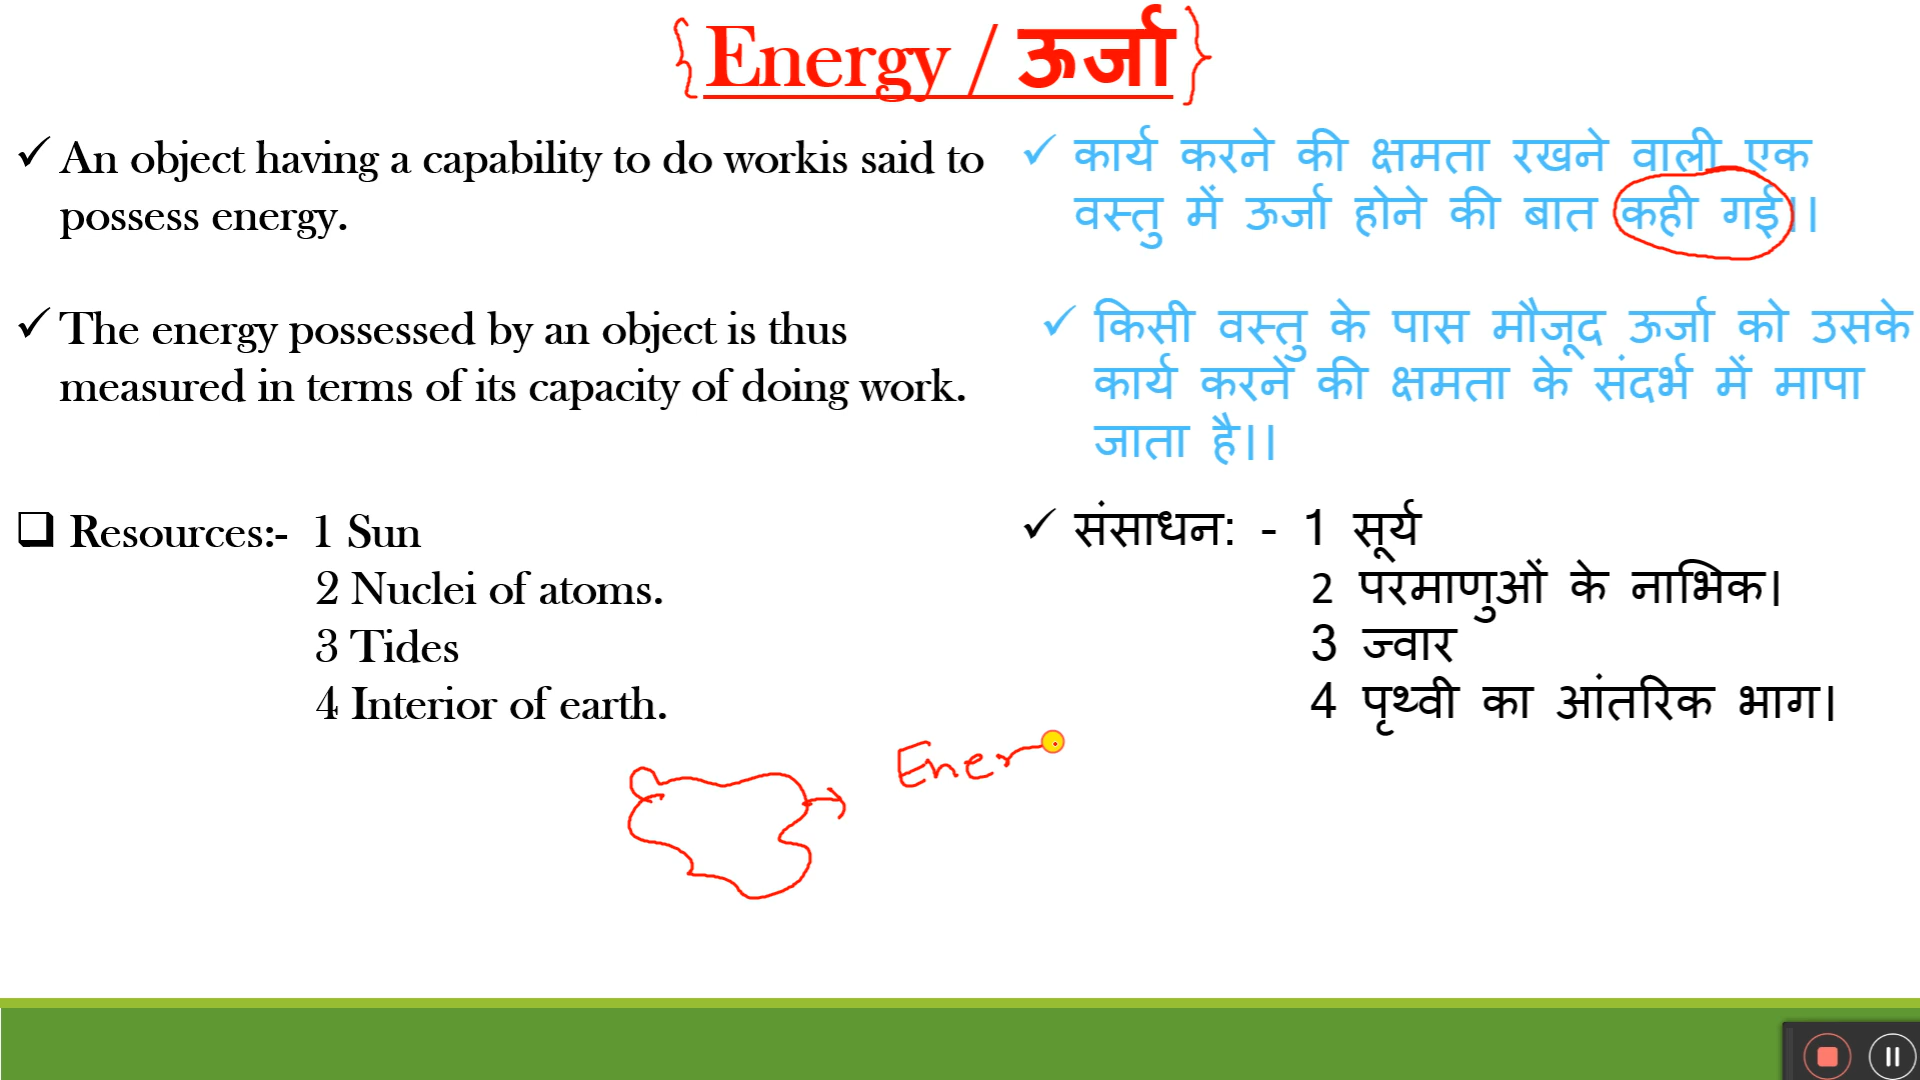 {Energy / ऊर्जा}
An object having a capability to do workis said to
possess energy.
The energy possessed by an object is thus
measured in terms of its capacity of doing work.
Resources:- 1 Sun
2 Nuclei of atoms.
3 Tides
4 Interior of earth.
कार्य करने की क्षमता रखने वाली एक
वस्तु में ऊर्जा होने की बात कही गई।।
किसी वस्तु के पास मौजूद ऊर्जा को उसके
कार्य करने की क्षमता के संदर्भ में मापा
जाता है।।
संसाधन: - 1 सूर्य
2 परमाणुओं के नाभिक।
3 ज्वार
4 पृथ्वी का आंतरिक भाग।
Ener